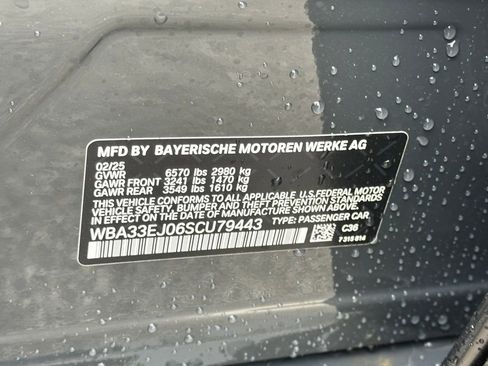 MFD BY BAYERISCHE MOTOREN WERKE AG
02/25
GVWR 6570 lbs 2980 kg
GAWR FRONT 3241 lbs 1470 kg
GAWR REAR 3549 lbs 1610 kg
THIS VEHICLE CONFORMS TO ALL APPLICABLE U.S. FEDERAL MOTOR
VEHICLE SAFETY, BUMPER, AND THEFT PREVENTION STANDARDS
IN EFFECT ON THE DATE OF MANUFACTURE SHOWN ABOVE.
WBA33EJ06SCU79443 TYPE: PASSENGER CAR
C36
7315814